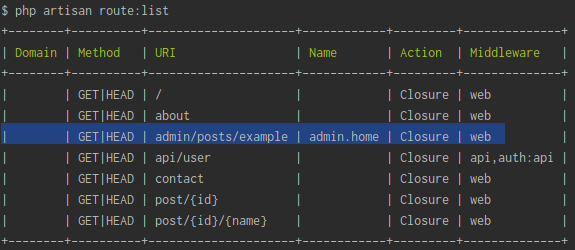 $ php artisan route:list
+--------+----------+--------------------+------------+---------+--------------+
| Domain | Method | URI | Name | Action | Middleware |
+--------+----------+--------------------+------------+---------+--------------+
| | GET|HEAD | / | | Closure | web |
| | GET|HEAD | about | | Closure | web |
| | GET|HEAD | admin/posts/example | admin.home | Closure | web |
| | GET|HEAD | api/user | | Closure | api,auth:api |
| | GET|HEAD | contact | | Closure | web |
| | GET|HEAD | post/{id} | | Closure | web |
| | GET|HEAD | post/{id}/{name} | | Closure | web |
+--------+----------+--------------------+------------+---------+--------------+